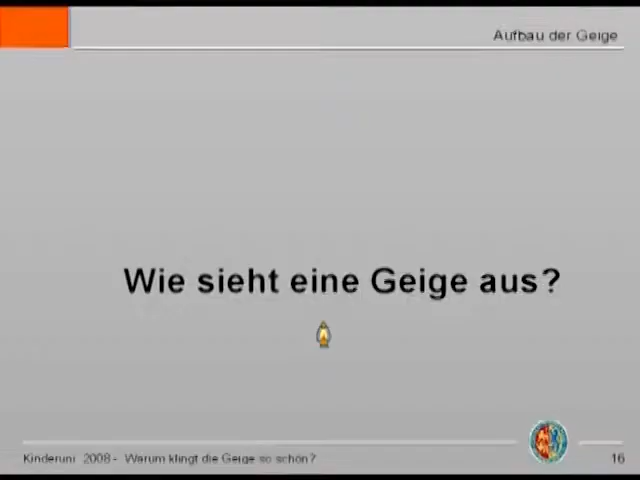 Aufbau der Geige
Wie sieht eine Geige aus?
Kinderuni 2008 - Warum klingt die Geige so schön?
16